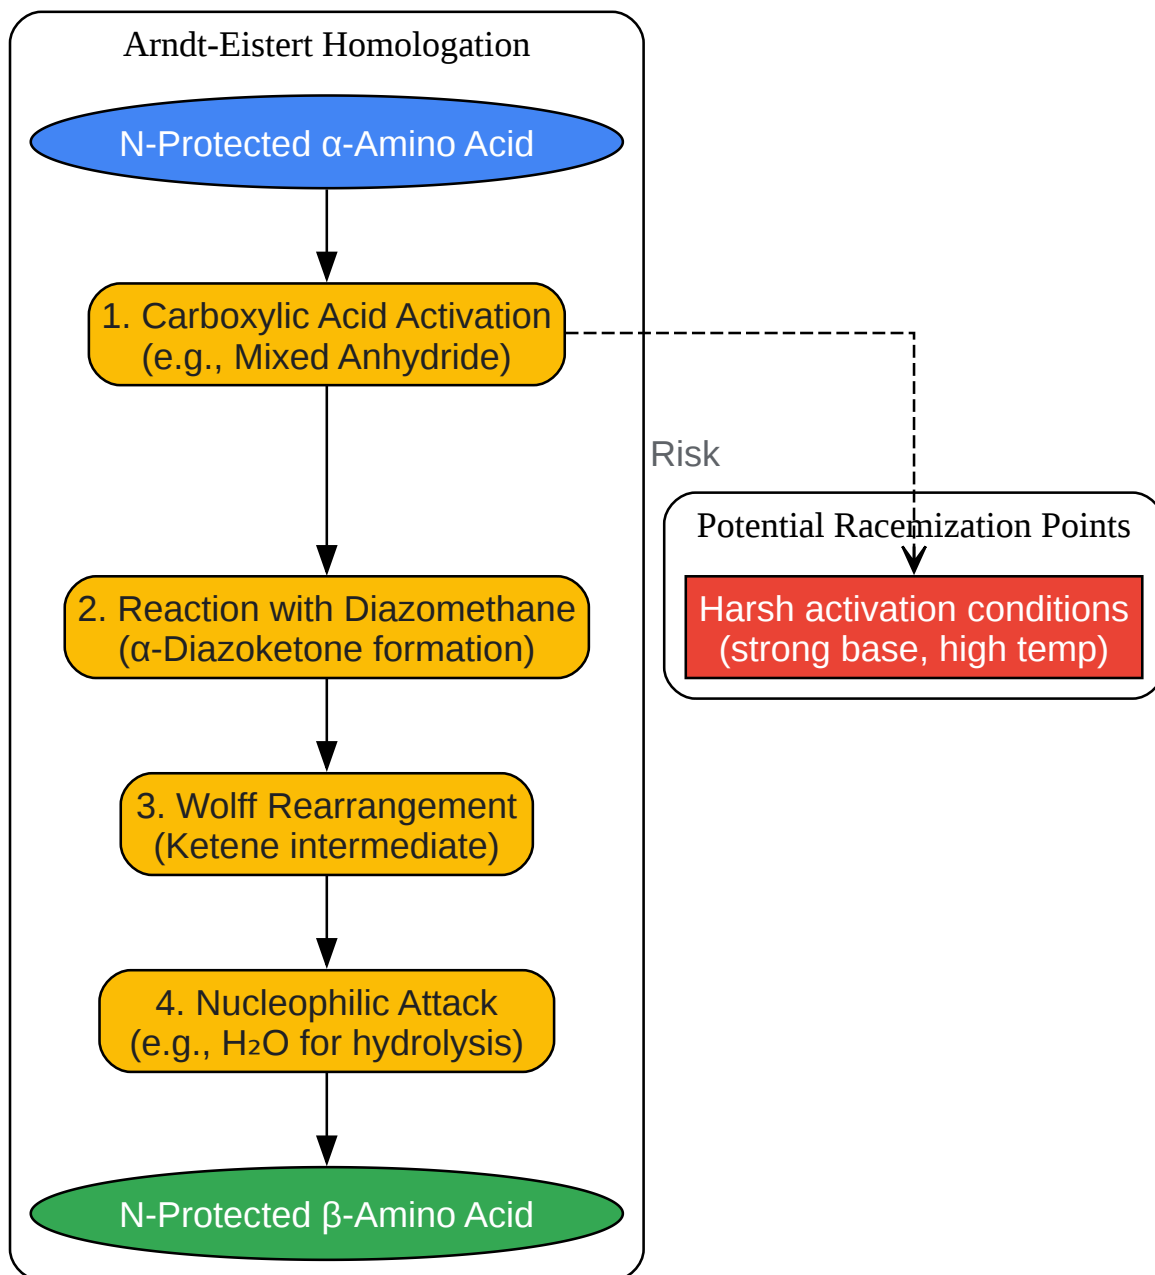 Arndt-Eistert Homologation
N-Protected α-Amino Acid
1. Carboxylic Acid Activation
(e.g., Mixed Anhydride)
Risk
Potential Racemization Points
Harsh activation conditions
(strong base, high temp)
2. Reaction with Diazomethane
(α-Diazoketone formation)
3. Wolff Rearrangement
(Ketene intermediate)
4. Nucleophilic Attack
(e.g., H₂O for hydrolysis)
N-Protected β-Amino Acid